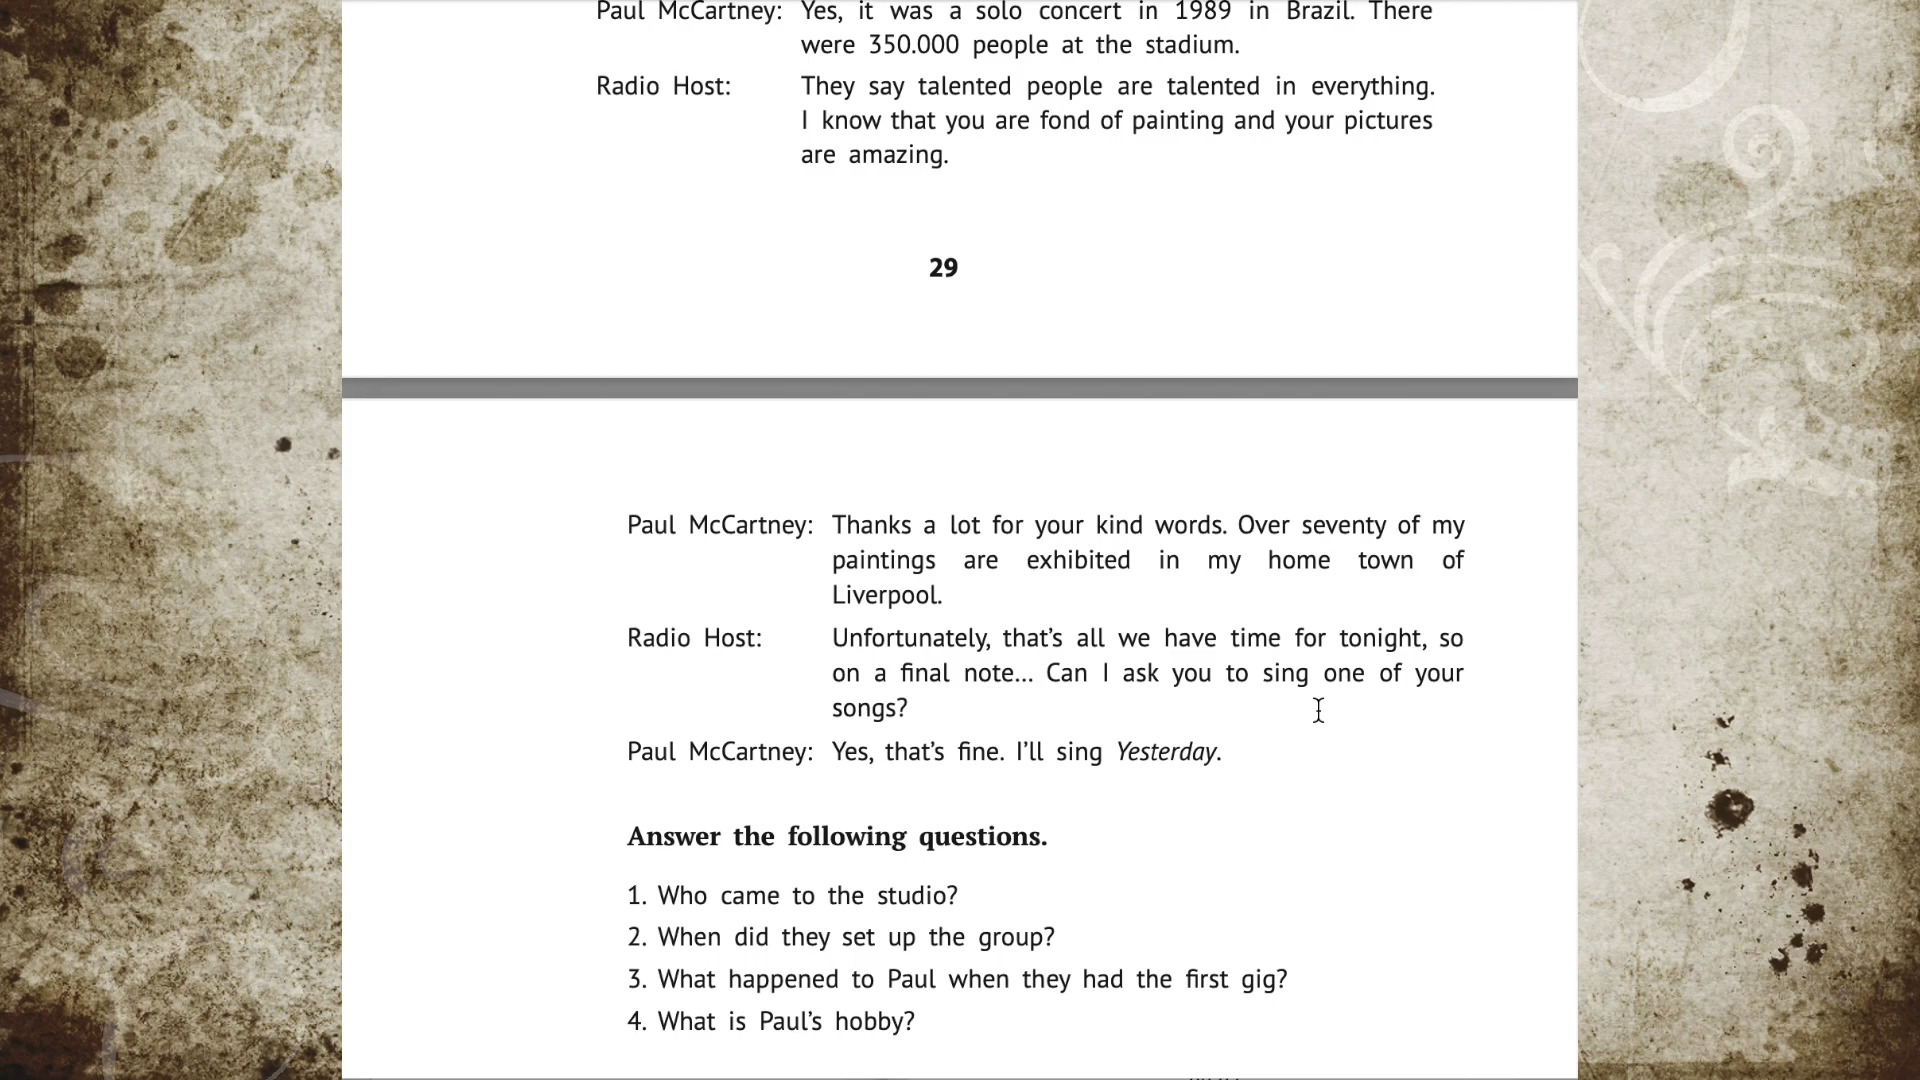 Paul McCartney: Yes, it was a solo concert in 1989 in Brazil. There
were 350.000 people at the stadium.
Radio Host: They say talented people are talented in everything.
I know that you are fond of painting and your pictures
are amazing.
29
Paul McCartney: Thanks a lot for your kind words. Over seventy of my
paintings are exhibited in my home town of
Liverpool.
Radio Host: Unfortunately, that's all we have time for tonight, so
on a final note... Can I ask you to sing one of your
songs?
Paul McCartney: Yes, that's fine. I'll sing Yesterday.
Answer the following questions.
1. Who came to the studio?
2. When did they set up the group?
3. What happened to Paul when they had the first gig?
4. What is Paul's hobby?